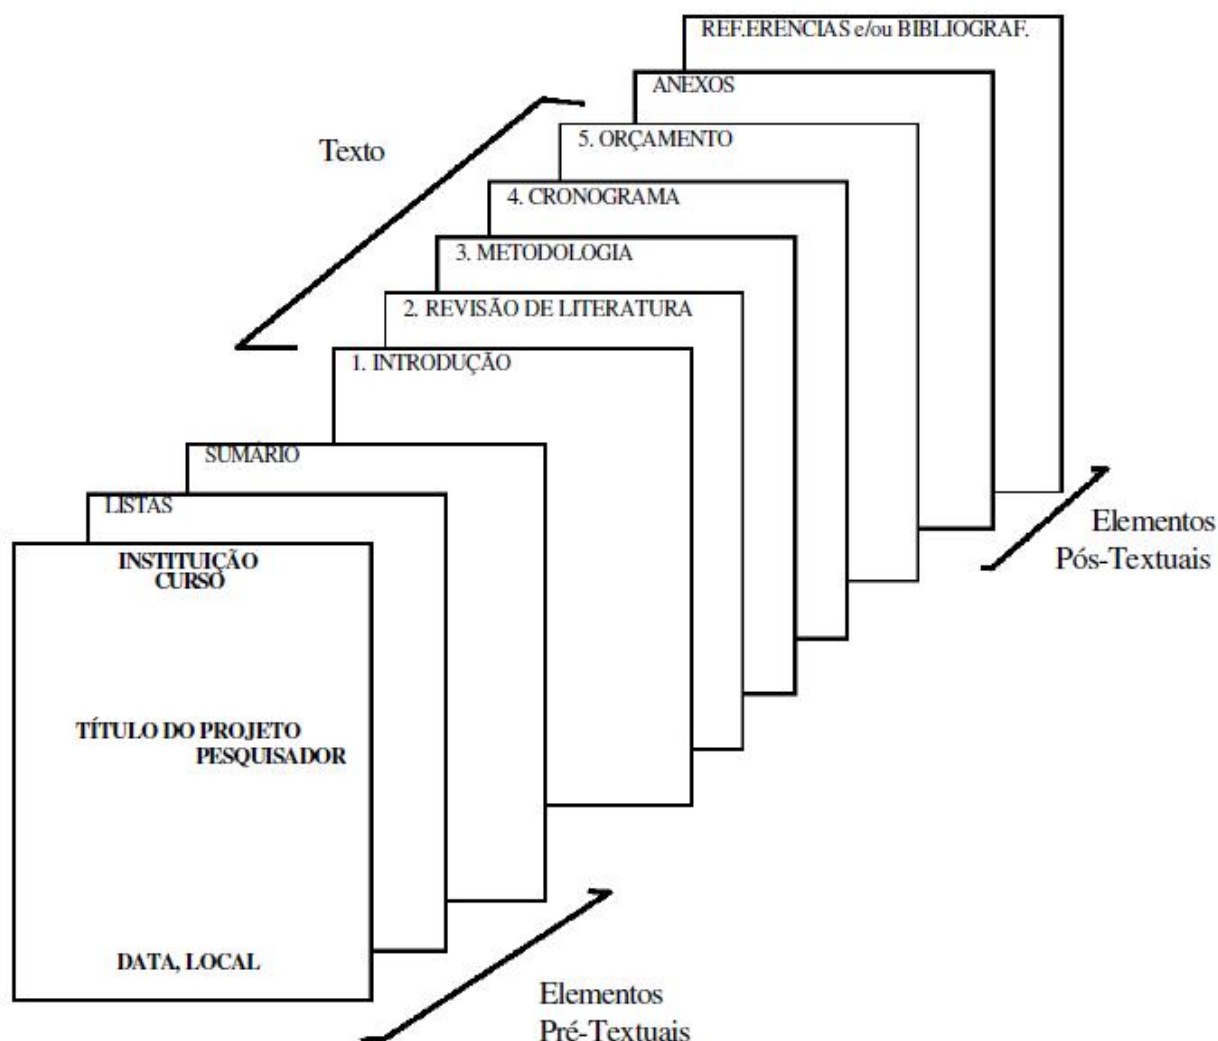 REF.ERÊNCIAS e/ou BIBLIOGRAF.
ANEXOS
5. ORÇAMENTO
Texto
4. CRONOGRAMA
3. METODOLOGIA
2. REVISÃO DE LITERATURA
1. INTRODUÇÃO
SUMÁRIO
LISTAS
INSTITUIÇÃO
CURSO
TÍTULO DO PROJETO
PESQUISADOR
DATA, LOCAL
Elementos
Pós-Textuais
Elementos
Pré-Textuais